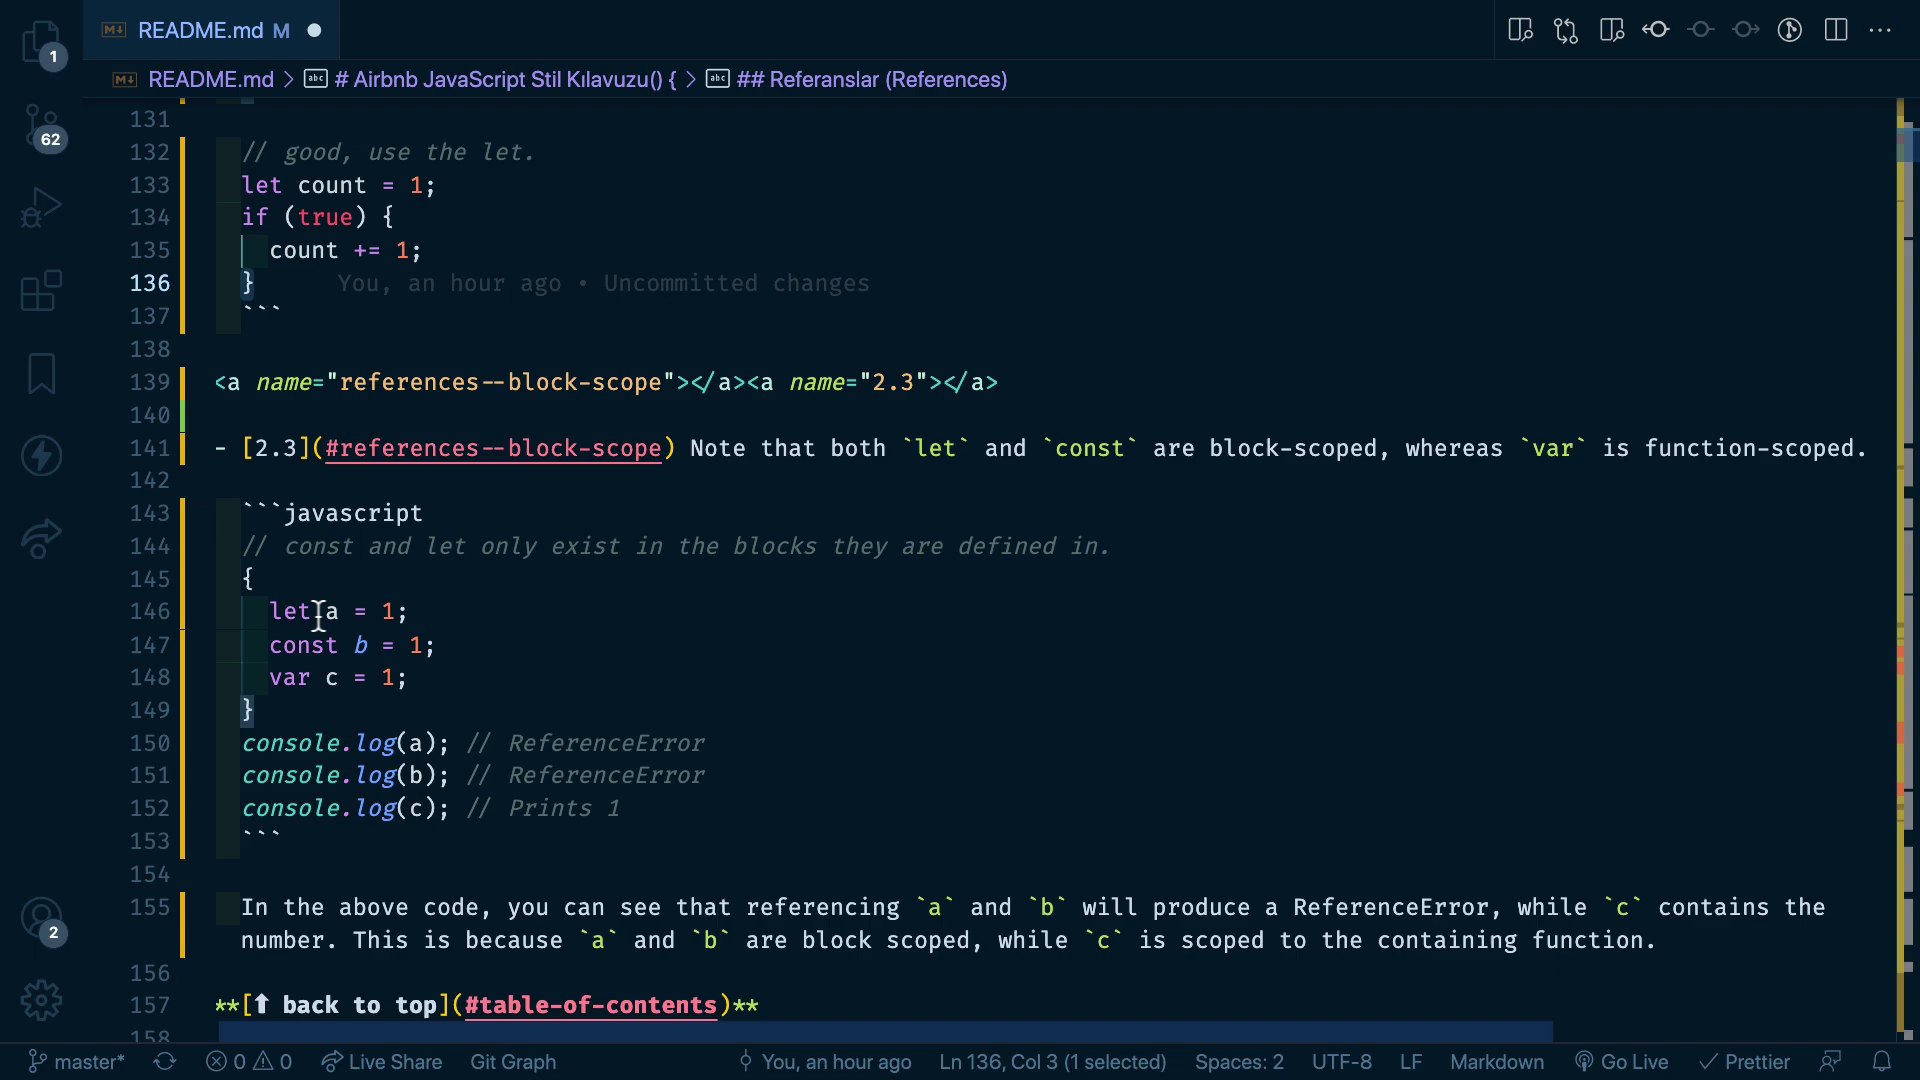 README.md M
README.md > # Airbnb JavaScript Stil Kılavuzu() { > ## Referanslar (References)
1
62
2
131
132 // good, use the let.
133 let count = 1;
134 if (true) {
135 count += 1;
136 } You, an hour ago • Uncommitted changes
137 ```
138
139 <a name="references--block-scope"></a><a name="2.3"></a>
140
141 - [2.3](#references--block-scope) Note that both `let` and `const` are block-scoped, whereas `var` is function-scoped.
142
143 ```javascript
144 // const and let only exist in the blocks they are defined in.
145 {
146 let a = 1;
147 const b = 1;
148 var c = 1;
149 }
150 console.log(a); // ReferenceError
151 console.log(b); // ReferenceError
152 console.log(c); // Prints 1
153 ```
154
155 In the above code, you can see that referencing `a` and `b` will produce a ReferenceError, while `c` contains the
number. This is because `a` and `b` are block scoped, while `c` is scoped to the containing function.
156
157 **[⬆ back to top](#table-of-contents)**
158
master* 0 0 Live Share Git Graph You, an hour ago Ln 136, Col 3 (1 selected) Spaces: 2 UTF-8 LF Markdown Go Live Prettier